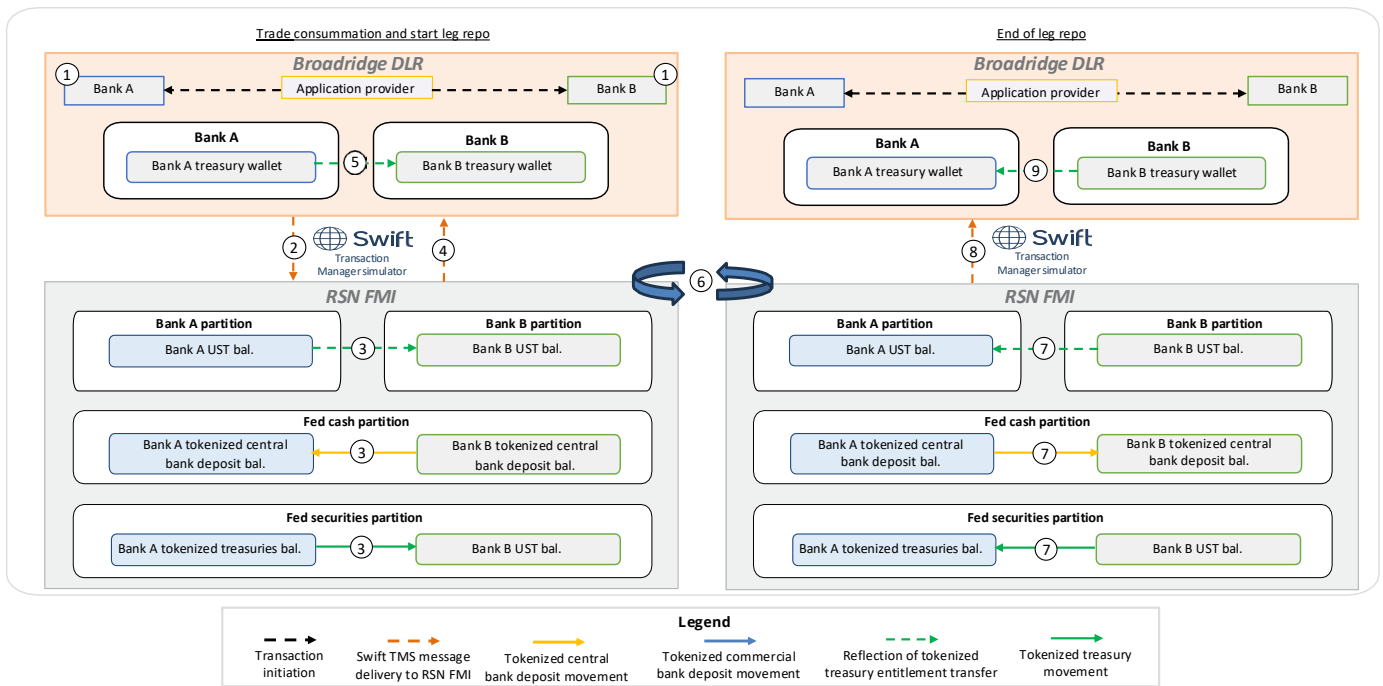 Trade consummation and start leg repo
Broadridge DLR
1
Bank A
Application provider
1
Bank B
Bank A
Bank A treasury wallet
5
Bank B
Bank B treasury wallet
2
Swift
Transaction
Manager simulator
4
RSN FMI
Bank A partition
Bank A UST bal.
3
Bank B partition
Bank B UST bal.
Fed cash partition
Bank A tokenized central
bank deposit bal.
3
Bank B tokenized central
bank deposit bal.
Fed securities partition
Bank A tokenized treasuries bal.
3
Bank B UST bal.
6
End of leg repo
Broadridge DLR
Bank A
Application provider
Bank B
Bank A
Bank A treasury wallet
9
Bank B
Bank B treasury wallet
8
Swift
Transaction
Manager simulator
RSN FMI
Bank A partition
Bank A UST bal.
7
Bank B partition
Bank B UST bal.
Fed cash partition
Bank A tokenized central
bank deposit bal.
7
Bank B tokenized central
bank deposit bal.
Fed securities partition
Bank A tokenized treasuries bal.
7
Bank B UST bal.
Legend
Transaction
initiation
Swift TMS message
delivery to RSN FMI
Tokenized central
bank deposit movement
Tokenized commercial
bank deposit movement
Reflection of tokenized
treasury entitlement transfer
Tokenized treasury
movement